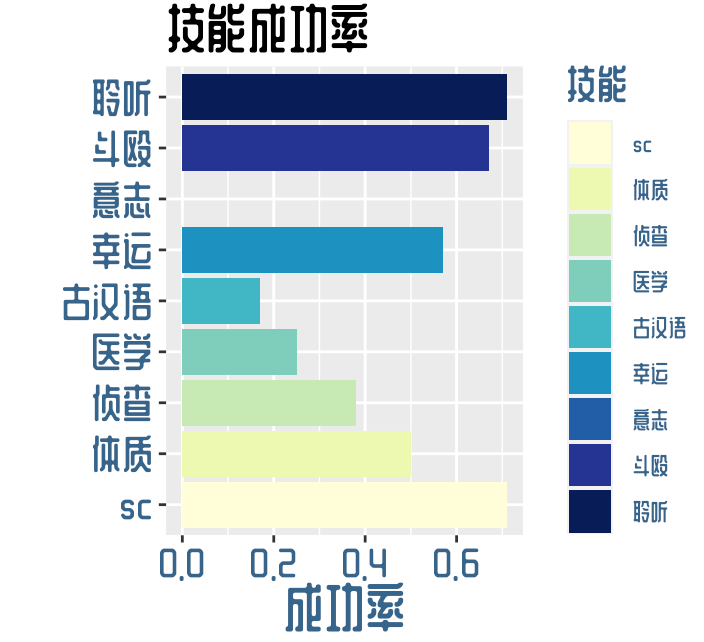 技能成功率
聆听
斗殴
意志
幸运
古汉语
医学
侦查
体质
sc
0.0
0.2
0.4
0.6
成功率
技能
sc
体质
侦查
医学
古汉语
幸运
意志
斗殴
聆听